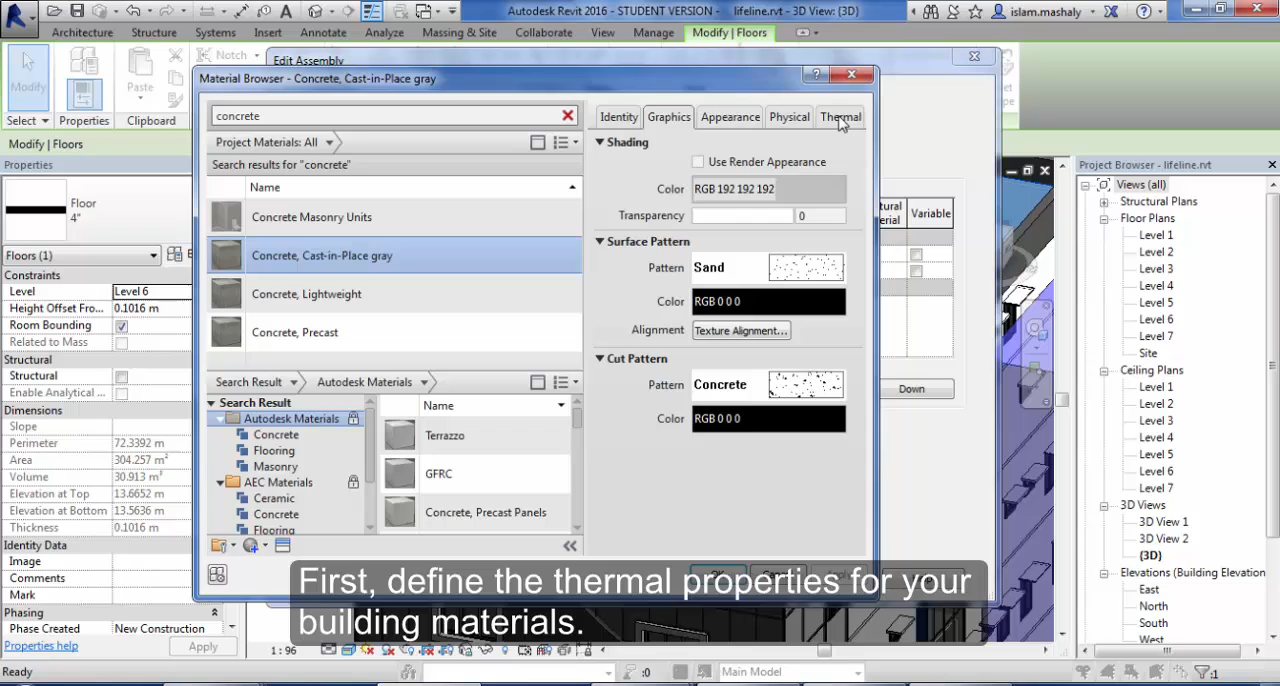 Autodesk Revit 2016 - STUDENT VERSION - lifeline.rvt - 3D View: {3D}
islam.mashaly
Architecture Structure Systems Insert Annotate Analyze Massing & Site Collaborate View Manage Modify | Floors
Modify
Select
Properties
Paste
Clipboard
Notch
Edit Assembly
Modify | Floors
Properties
Floor
4"
Floors (1)
Constraints
Level Level 6
Height Offset Fro... 0.1016 m
Room Bounding
Related to Mass
Structural
Structural
Enable Analytical
Dimensions
Slope
Perimeter 72.3392 m
Area 304.257 m²
Volume 30.913 m³
Elevation at Top 13.6652 m
Elevation at Bottom 13.5636 m
Thickness 0.1016 m
Identity Data
Image
Comments
Mark
Phasing
Phase Created New Construction
Properties help
Apply
Material Browser - Concrete, Cast-in-Place gray
concrete
Project Materials: All
Search results for "concrete"
Name
Concrete Masonry Units
Concrete, Cast-in-Place gray
Concrete, Lightweight
Concrete, Precast
Search Result
Autodesk Materials
Search Result
Autodesk Materials
Concrete
Flooring
Masonry
AEC Materials
Ceramic
Concrete
Flooring
Name
Terrazzo
GFRC
Concrete, Precast Panels
Identity Graphics Appearance Physical Thermal
Shading
Use Render Appearance
Color RGB 192 192 192
Transparency 0
Surface Pattern
Pattern Sand
Color RGB 0 0 0
Alignment Texture Alignment...
Cut Pattern
Pattern Concrete
Color RGB 0 0 0
Variable
Down
First, define the thermal properties for your
building materials.
Project Browser - lifeline.rvt
Views (all)
Structural Plans
Floor Plans
Level 1
Level 2
Level 3
Level 4
Level 5
Level 6
Level 7
Site
Ceiling Plans
Level 1
Level 2
Level 3
Level 4
Level 5
Level 6
Level 7
3D Views
3D View 1
3D View 2
{3D}
Elevations (Building Elevation
East
North
South
West
1 : 96
Ready
:0
Main Model
:1